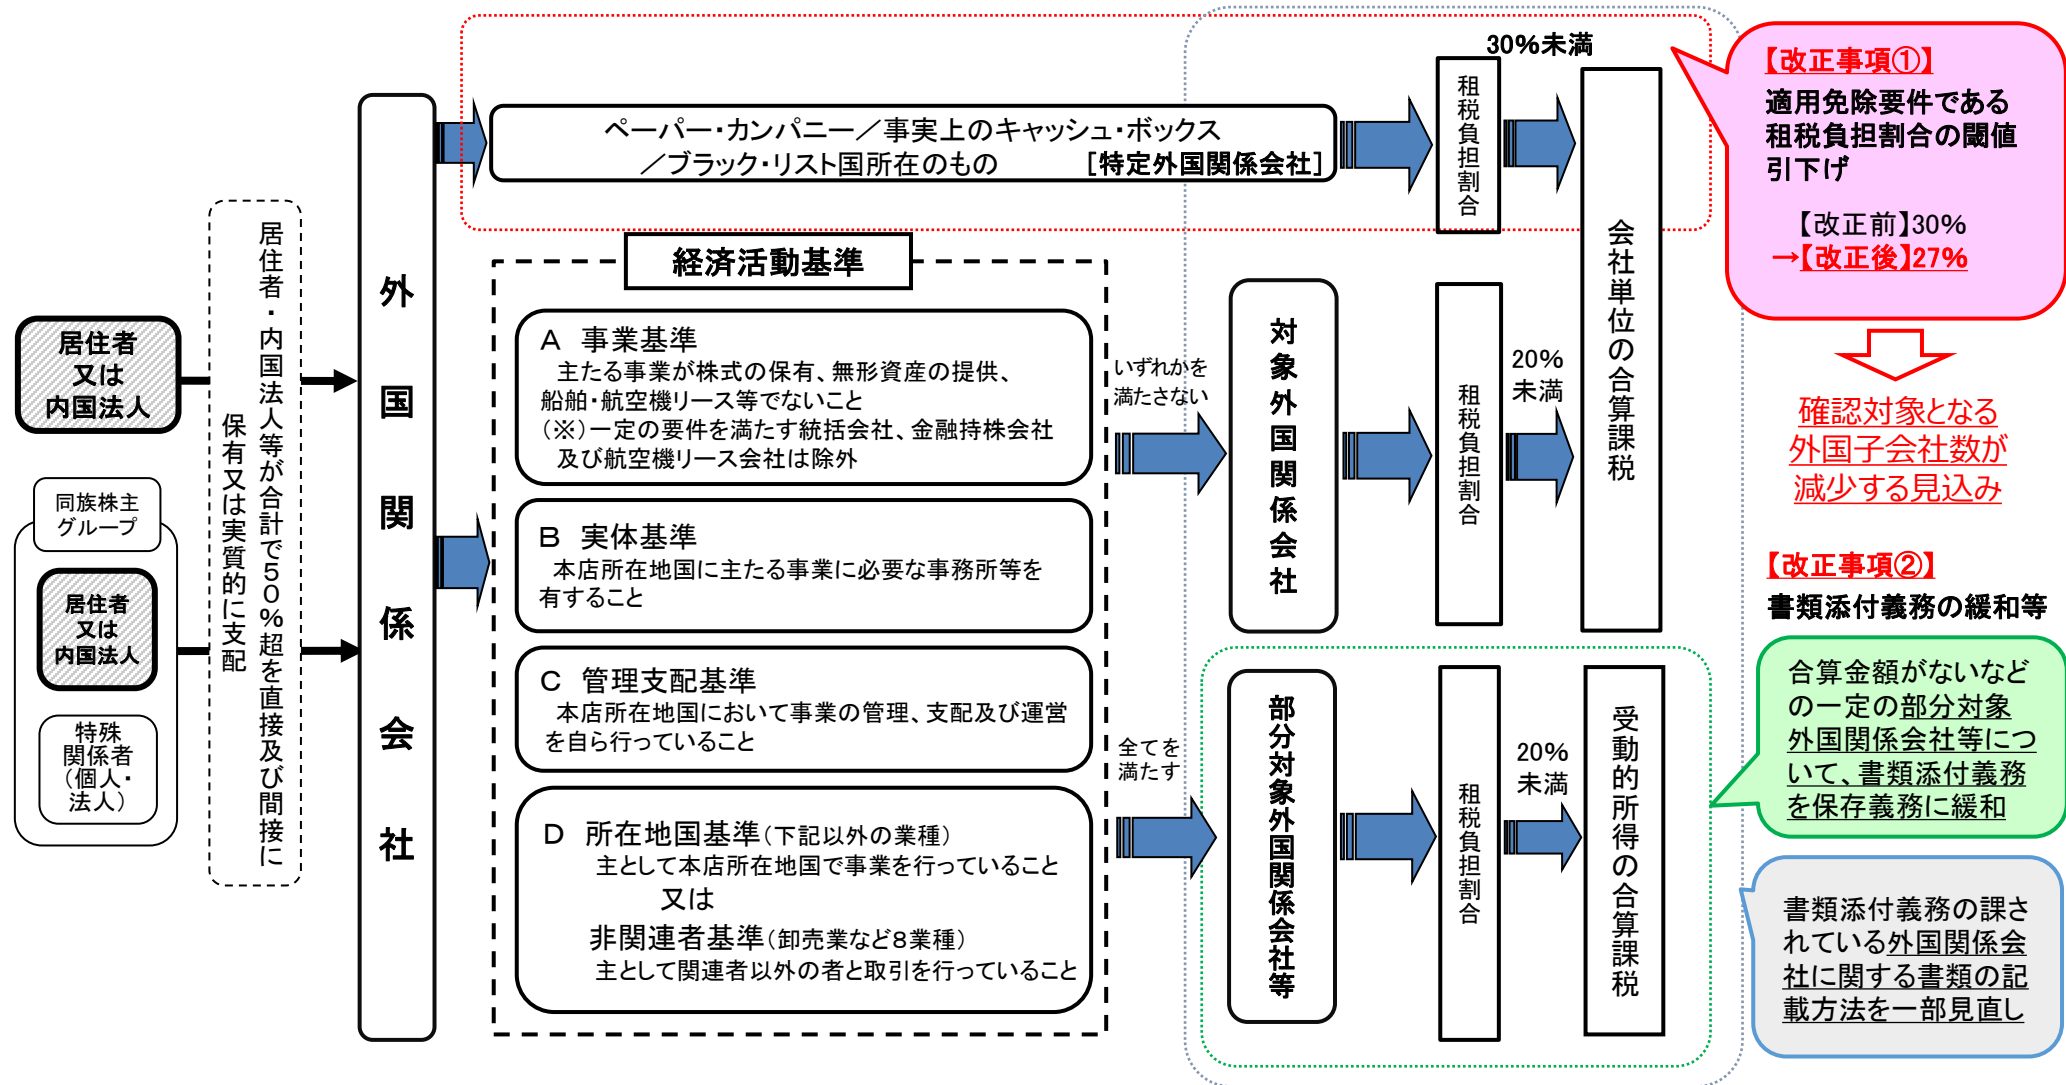 居住者
又は
内国法人
同族株主
グループ
居住者
又は
内国法人
特殊
関係者
（個人・
法人）
居住者・内国法人等が合計で５０％超を直接及び間接に
保有又は実質的に支配
外国関係会社
ペーパー・カンパニー／事実上のキャッシュ・ボックス
／ブラック・リスト国所在のもの　［特定外国関係会社］
租税負担割合
30％未満
会社単位の合算課税
経済活動基準
Ａ　事業基準
主たる事業が株式の保有、無形資産の提供、
船舶・航空機リース等でないこと
（※）一定の要件を満たす統括会社、金融持株会社
及び航空機リース会社は除外
Ｂ　実体基準
本店所在地国に主たる事業に必要な事務所等を
有すること
Ｃ　管理支配基準
本店所在地国において事業の管理、支配及び運営
を自ら行っていること
Ｄ　所在地国基準（下記以外の業種）
主として本店所在地国で事業を行っていること
又は
非関連者基準（卸売業など８業種）
主として関連者以外の者と取引を行っていること
いずれかを
満たさない
対象外国関係会社
租税負担割合
20％
未満
全てを
満たす
部分対象外国関係会社等
租税負担割合
20％
未満
受動的所得の合算課税
【改正事項①】
適用免除要件である
租税負担割合の閾値
引下げ
【改正前】30％
→【改正後】27％
確認対象となる
外国子会社数が
減少する見込み
【改正事項②】
書類添付義務の緩和等
合算金額がないなど
の一定の部分対象
外国関係会社等につ
いて、書類添付義務
を保存義務に緩和
書類添付義務の課さ
れている外国関係会
社に関する書類の記
載方法を一部見直し